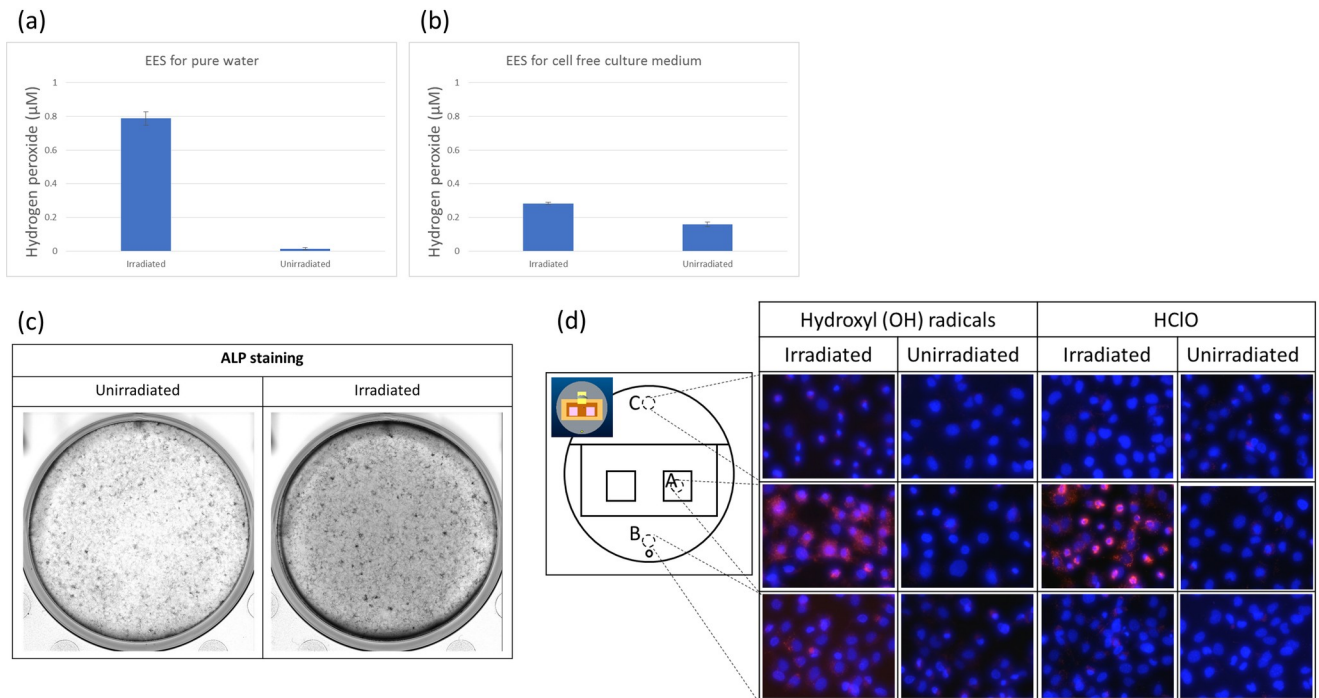 (a)
EES for pure water
Hydrogen peroxide (µM)
1
0.8
0.6
0.4
0.2
0
Irradiated
Unirradiated
(b)
EES for cell free culture medium
Hydrogen peroxide (µM)
1
0.8
0.6
0.4
0.2
0
Irradiated
Unirradiated
(c)
ALP staining
Unirradiated
Irradiated
(d)
C
A
B
Hydroxyl (OH) radicals
HClO
Irradiated
Unirradiated
Irradiated
Unirradiated